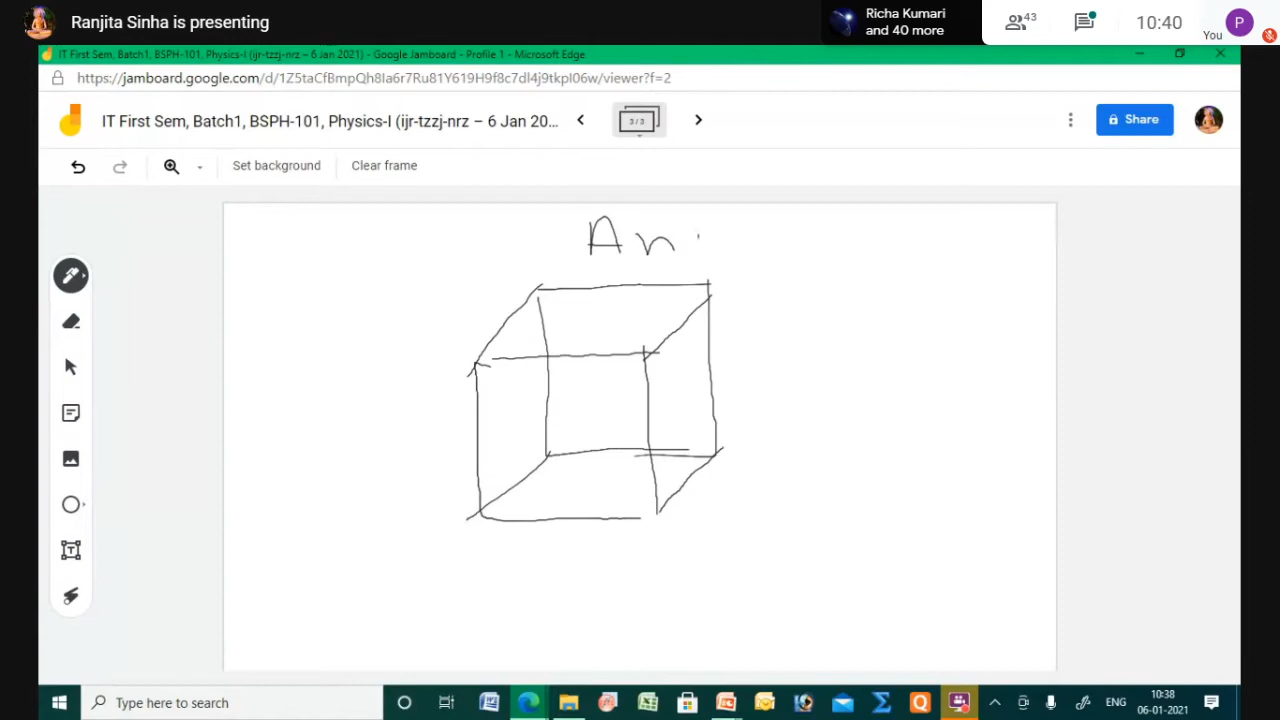 Ranjita Sinha is presenting
Richa Kumari
and 40 more
43
10:40
You
P
IT First Sem, Batch1, BSPH-101, Physics-I (ijr-tzzj-nrz – 6 Jan 2021) - Google Jamboard - Profile 1 - Microsoft Edge
https://jamboard.google.com/d/1Z5taCfBmpQh8Ia6r7Ru81Y619H9f8c7dl4j9tkpI06w/viewer?f=2
IT First Sem, Batch1, BSPH-101, Physics-I (ijr-tzzj-nrz – 6 Jan 20...
3 / 3
Share
Set background
Clear frame
An
Type here to search
ENG
10:38
06-01-2021